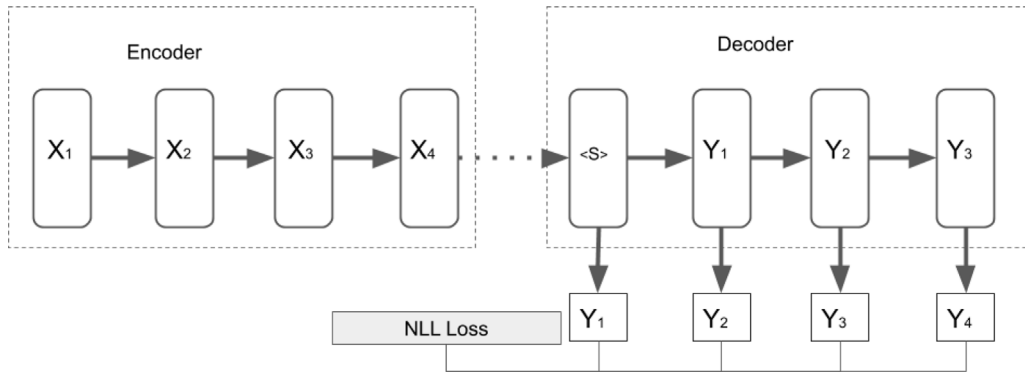 Encoder
Decoder
X1 X2 X3 X4 <S> Y1 Y2 Y3
Y1 Y2 Y3 Y4
NLL Loss